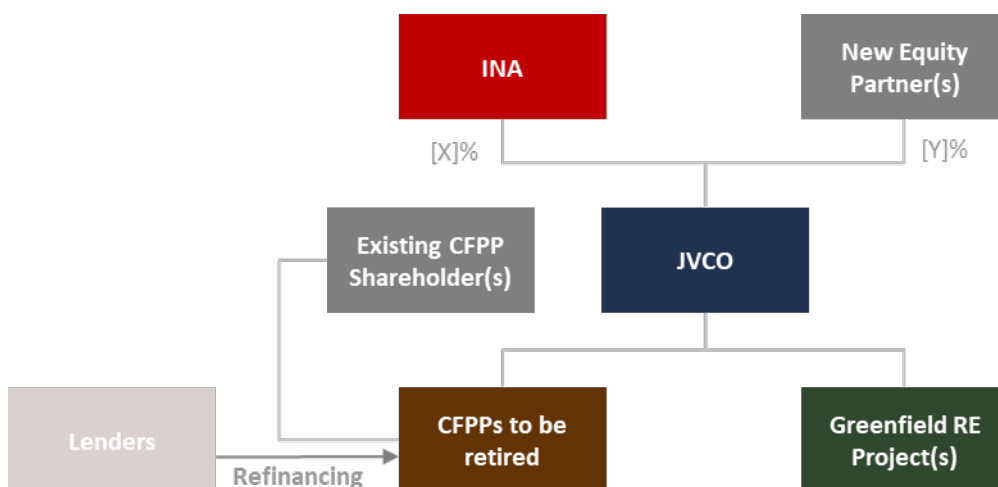 INA
New Equity
Partner(s)
[X]%
[Y]%
Existing CFPP
Shareholder(s)
JVCO
Lenders
Refinancing
CFPPs to be
retired
Greenfield RE
Project(s)